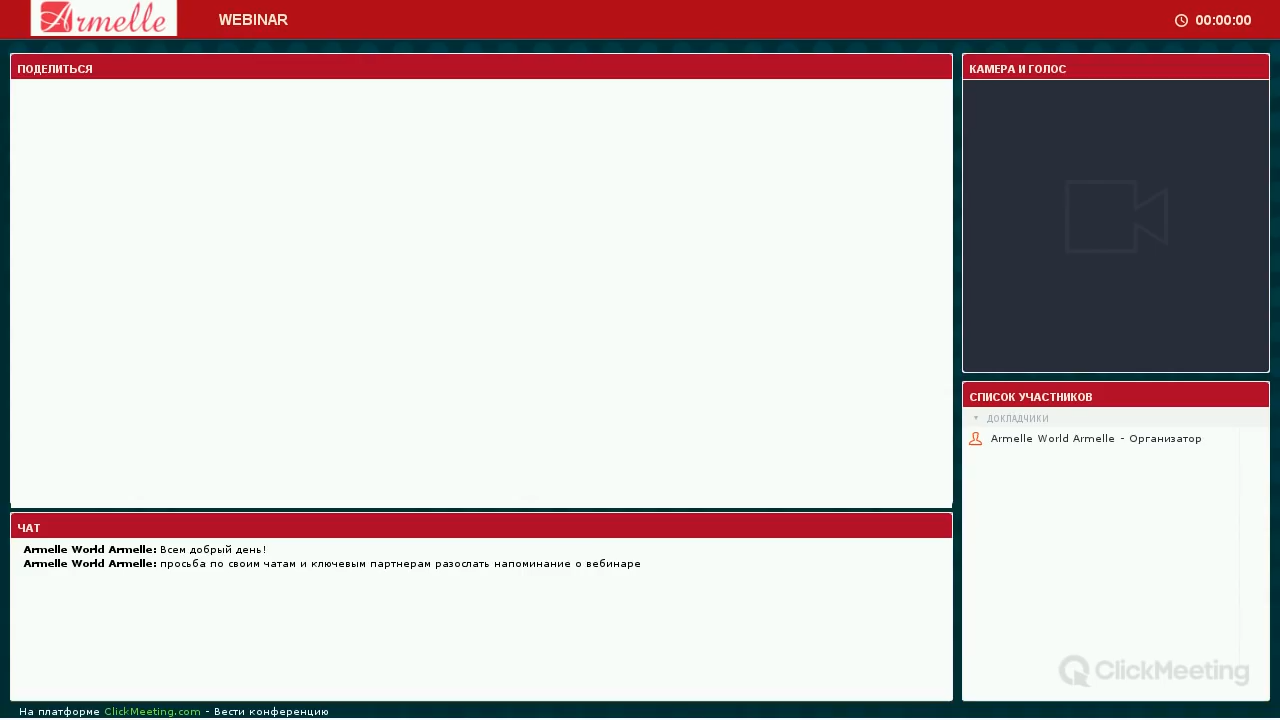 Armelle
WEBINAR
00:00:00
ПОДЕЛИТЬСЯ
КАМЕРА И ГОЛОС
СПИСОК УЧАСТНИКОВ
ДОКЛАДЧИКИ
Armelle World Armelle - Организатор
ЧАТ
Armelle World Armelle: Всем добрый день!
Armelle World Armelle: просьба по своим чатам и ключевым партнерам разослать напоминание о вебинаре
ClickMeeting
На платформе ClickMeeting.com - Вести конференцию